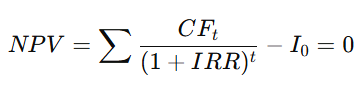 NPV = ∑ CF_t / (1 + IRR)^t − I_0 = 0